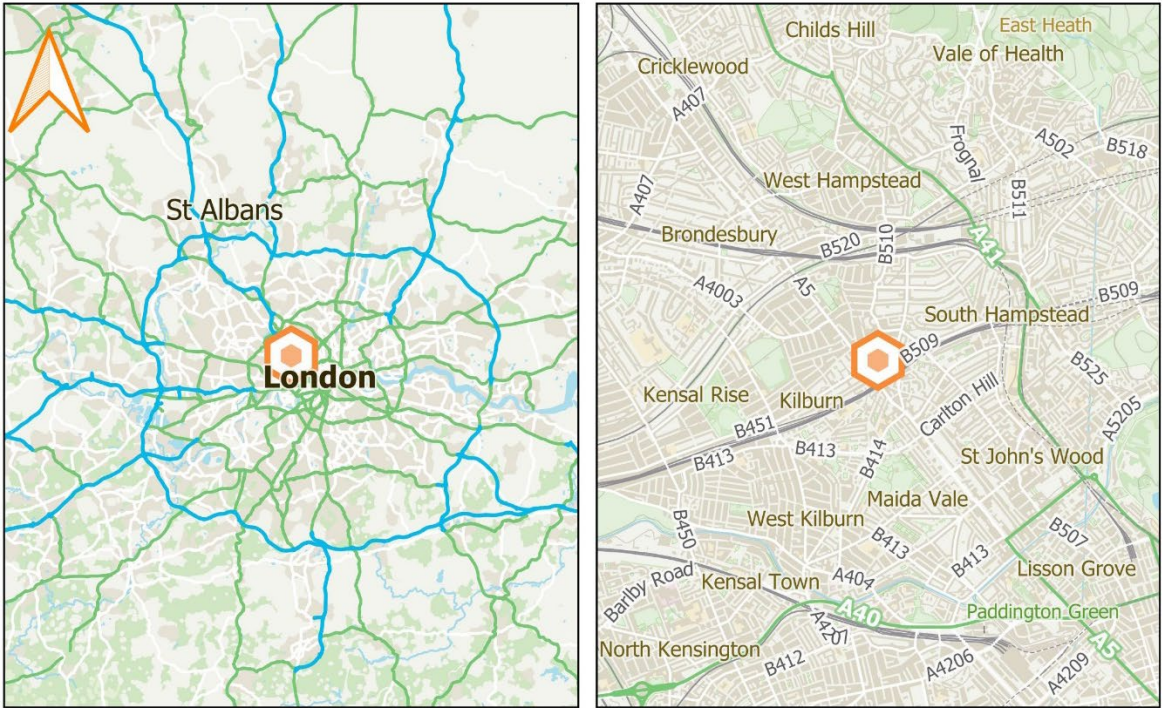 St Albans
London
Childs Hill
East Heath
Vale of Health
Cricklewood
A407
Frognal
A502
B518
West Hampstead
B511
A407
Brondesbury
B520
B510
A41
A4003
A5
B509
South Hampstead
B509
B525
Kensal Rise
Kilburn
Carlton Hill
A5205
B451
B413
B413
B414
St John's Wood
Maida Vale
B450
West Kilburn
B413
B507
B413
Lisson Grove
Barlby Road
Kensal Town
A404
A40
Paddington Green
A4207
North Kensington
B412
A4206
A4209
A5